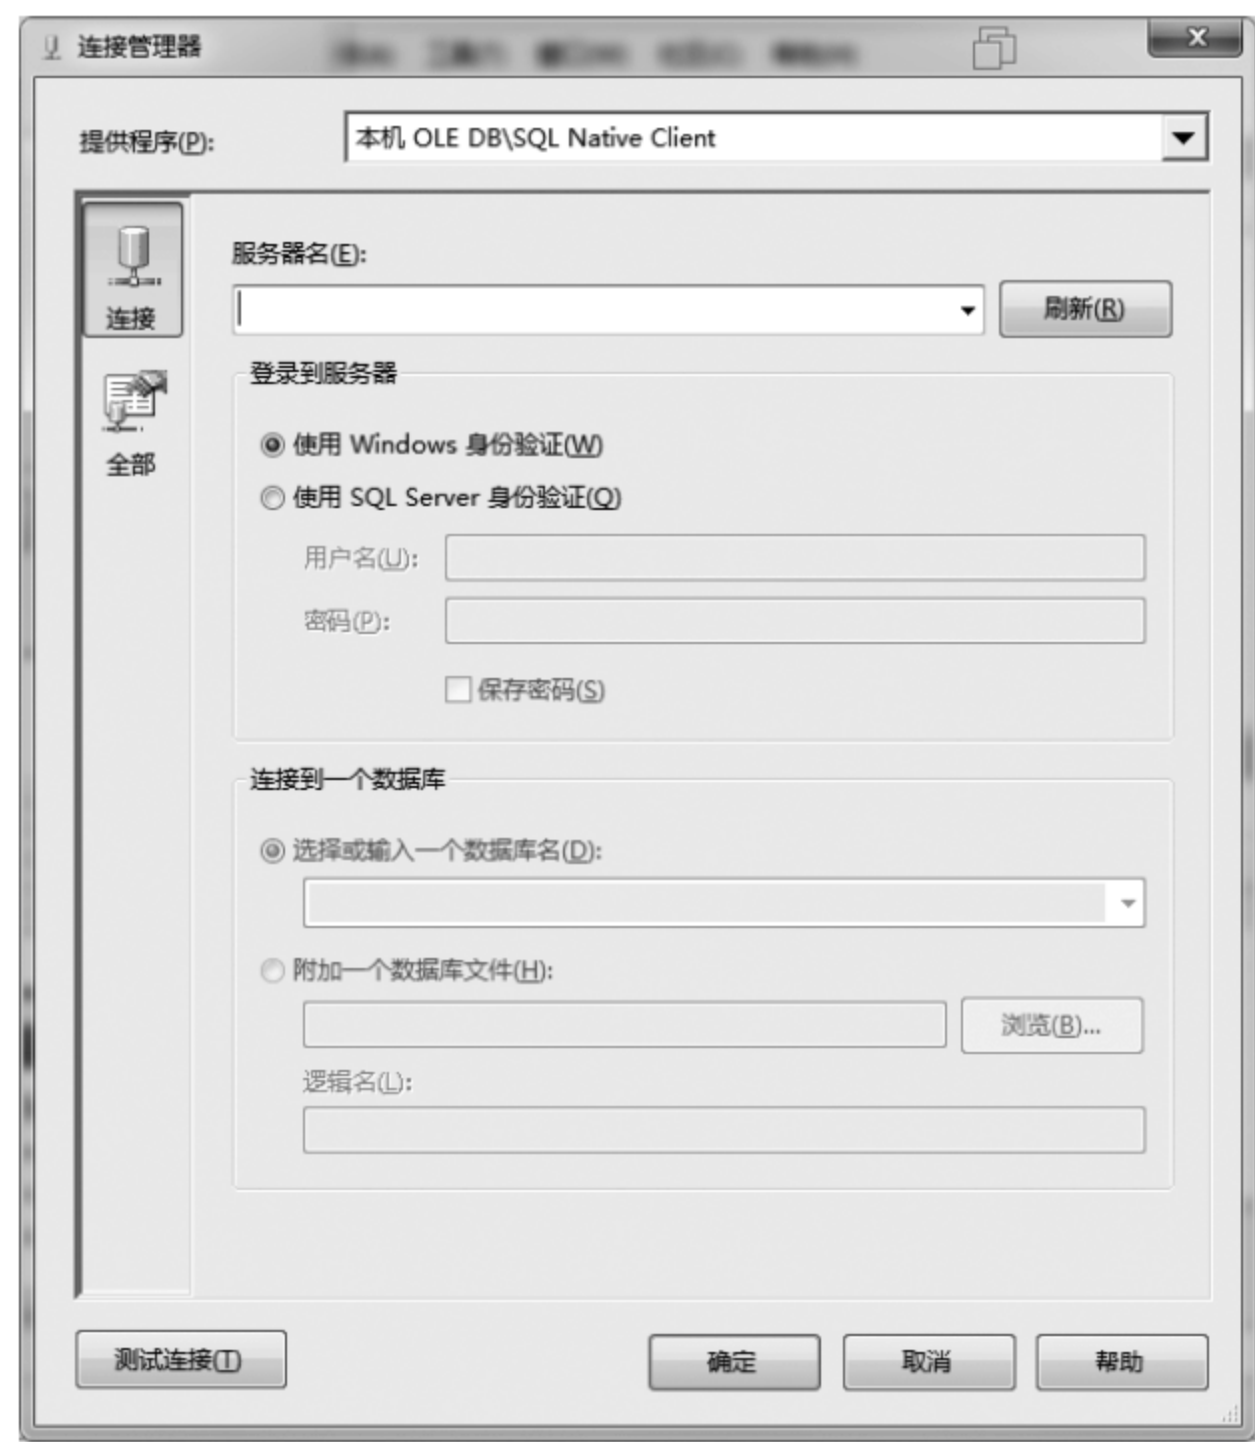 连接管理器
提供程序(P):
本机 OLE DB\SQL Native Client
连接
全部
服务器名(E):
刷新(R)
登录到服务器
使用 Windows 身份验证(W)
使用 SQL Server 身份验证(Q)
用户名(U):
密码(P):
保存密码(S)
连接到一个数据库
选择或输入一个数据库名(D):
附加一个数据库文件(H):
浏览(B)...
逻辑名(L):
测试连接(T)
确定
取消
帮助